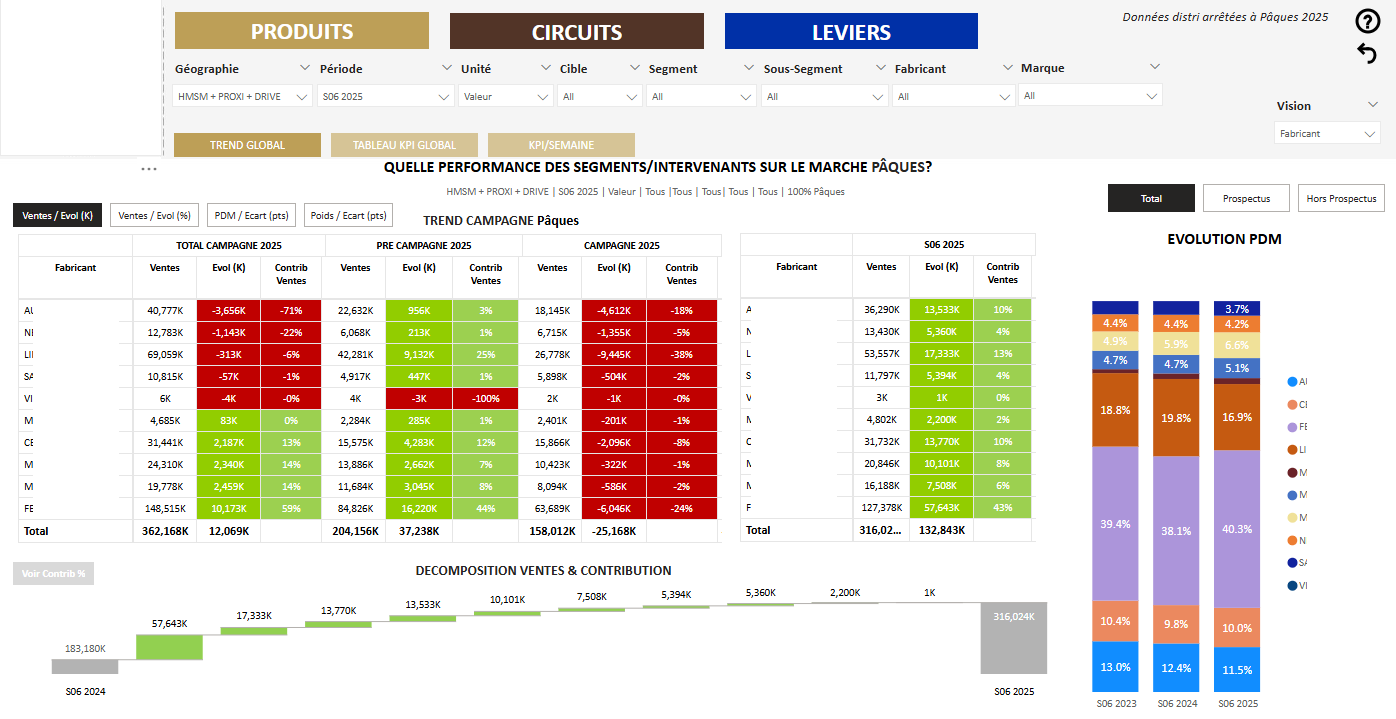 PRODUITS CIRCUITS LEVIERS Données distri arrêtées à Pâques 2025
Géographie Période Unité Cible Segment Sous-Segment Fabricant Marque
HMSM + PROXI + DRIVE S06 2025 Valeur All All All All All
Vision
Fabricant
TREND GLOBAL TABLEAU KPI GLOBAL KPI/SEMAINE
QUELLE PERFORMANCE DES SEGMENTS/INTERVENANTS SUR LE MARCHE PÂQUES?
HMSM + PROXI + DRIVE | S06 2025 | Valeur | Tous |Tous | Tous| Tous | Tous | 100% Pâques
Total Prospectus Hors Prospectus
Ventes / Evol (K) Ventes / Evol (%) PDM / Ecart (pts) Poids / Ecart (pts)
TREND CAMPAGNE Pâques
TOTAL CAMPAGNE 2025 PRE CAMPAGNE 2025 CAMPAGNE 2025
Fabricant Ventes Evol (K) Contrib Ventes Ventes Evol (K) Contrib Ventes Ventes Evol (K) Contrib Ventes
AU 40,777K -3,656K -71% 22,632K 956K 3% 18,145K -4,612K -18%
NE 12,783K -1,143K -22% 6,068K 213K 1% 6,715K -1,355K -5%
LI 69,059K -313K -6% 42,281K 9,132K 25% 26,778K -9,445K -38%
SA 10,815K -57K -1% 4,917K 447K 1% 5,898K -504K -2%
VI 6K -4K -0% 4K -3K -100% 2K -1K -0%
M 4,685K 83K 0% 2,284K 285K 1% 2,401K -201K -1%
CE 31,441K 2,187K 13% 15,575K 4,283K 12% 15,866K -2,096K -8%
M 24,310K 2,340K 14% 13,886K 2,662K 7% 10,423K -322K -1%
M 19,778K 2,459K 14% 11,684K 3,045K 8% 8,094K -586K -2%
FE 148,515K 10,173K 59% 84,826K 16,220K 44% 63,689K -6,046K -24%
Total 362,168K 12,069K 204,156K 37,238K 158,012K -25,168K
S06 2025
Fabricant Ventes Evol (K) Contrib Ventes
A 36,290K 13,533K 10%
N 13,430K 5,360K 4%
L 53,557K 17,333K 13%
S 11,797K 5,394K 4%
V 3K 1K 0%
M 4,802K 2,200K 2%
C 31,732K 13,770K 10%
M 20,846K 10,101K 8%
M 16,188K 7,508K 6%
F 127,378K 57,643K 43%
Total 316,02... 132,843K
EVOLUTION PDM
3.7%
4.4% 4.4% 4.2%
4.9% 5.9% 6.6%
4.7% 4.7% 5.1%
18.8% 19.8% 16.9%
39.4% 38.1% 40.3%
10.4% 9.8% 10.0%
13.0% 12.4% 11.5%
S06 2023 S06 2024 S06 2025
AU
CE
FE
LI
M
M
M
N
SA
VI
Voir Contrib %
DECOMPOSITION VENTES & CONTRIBUTION
183,180K 57,643K 17,333K 13,770K 13,533K 10,101K 7,508K 5,394K 5,360K 2,200K 1K 316,024K
S06 2024 S06 2025